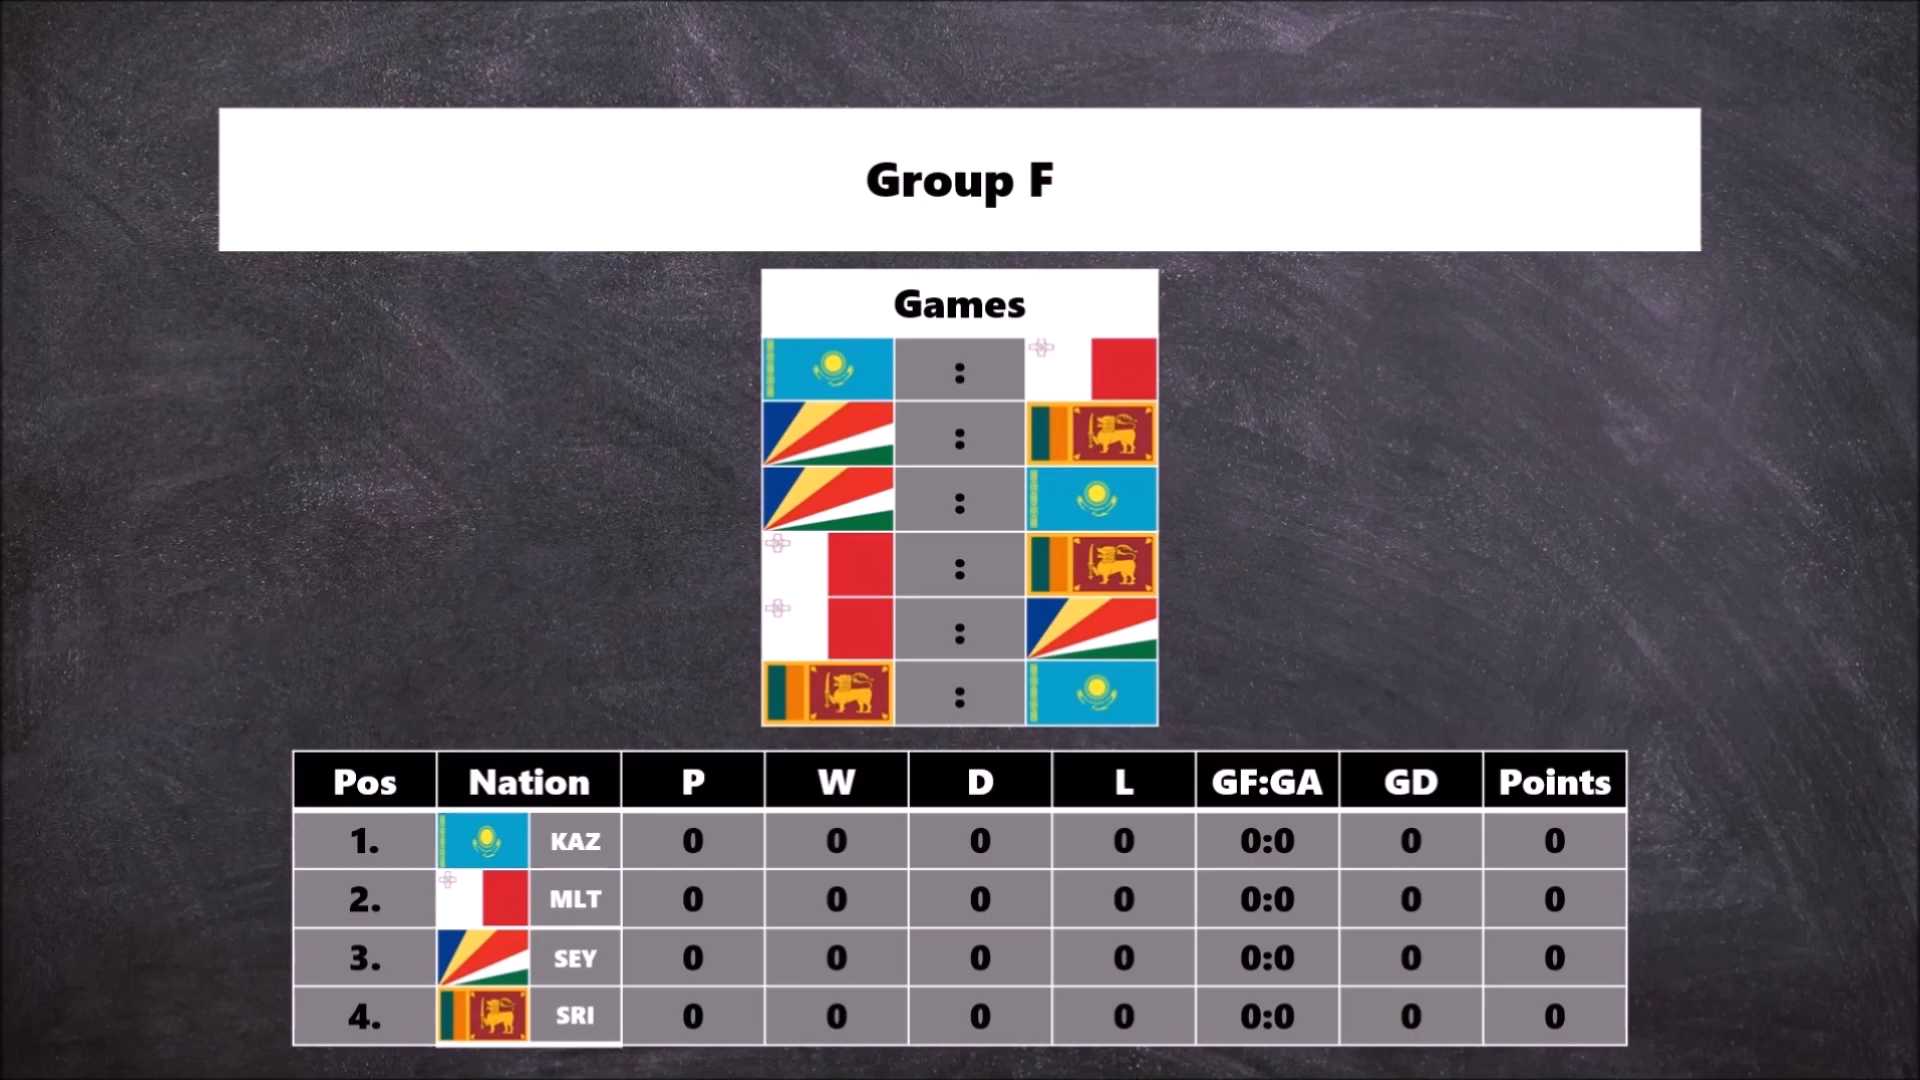 Group F
Games
:
:
:
:
:
:
Pos Nation P W D L GF:GA GD Points
1. KAZ 0 0 0 0 0:0 0 0
2. MLT 0 0 0 0 0:0 0 0
3. SEY 0 0 0 0 0:0 0 0
4. SRI 0 0 0 0 0:0 0 0